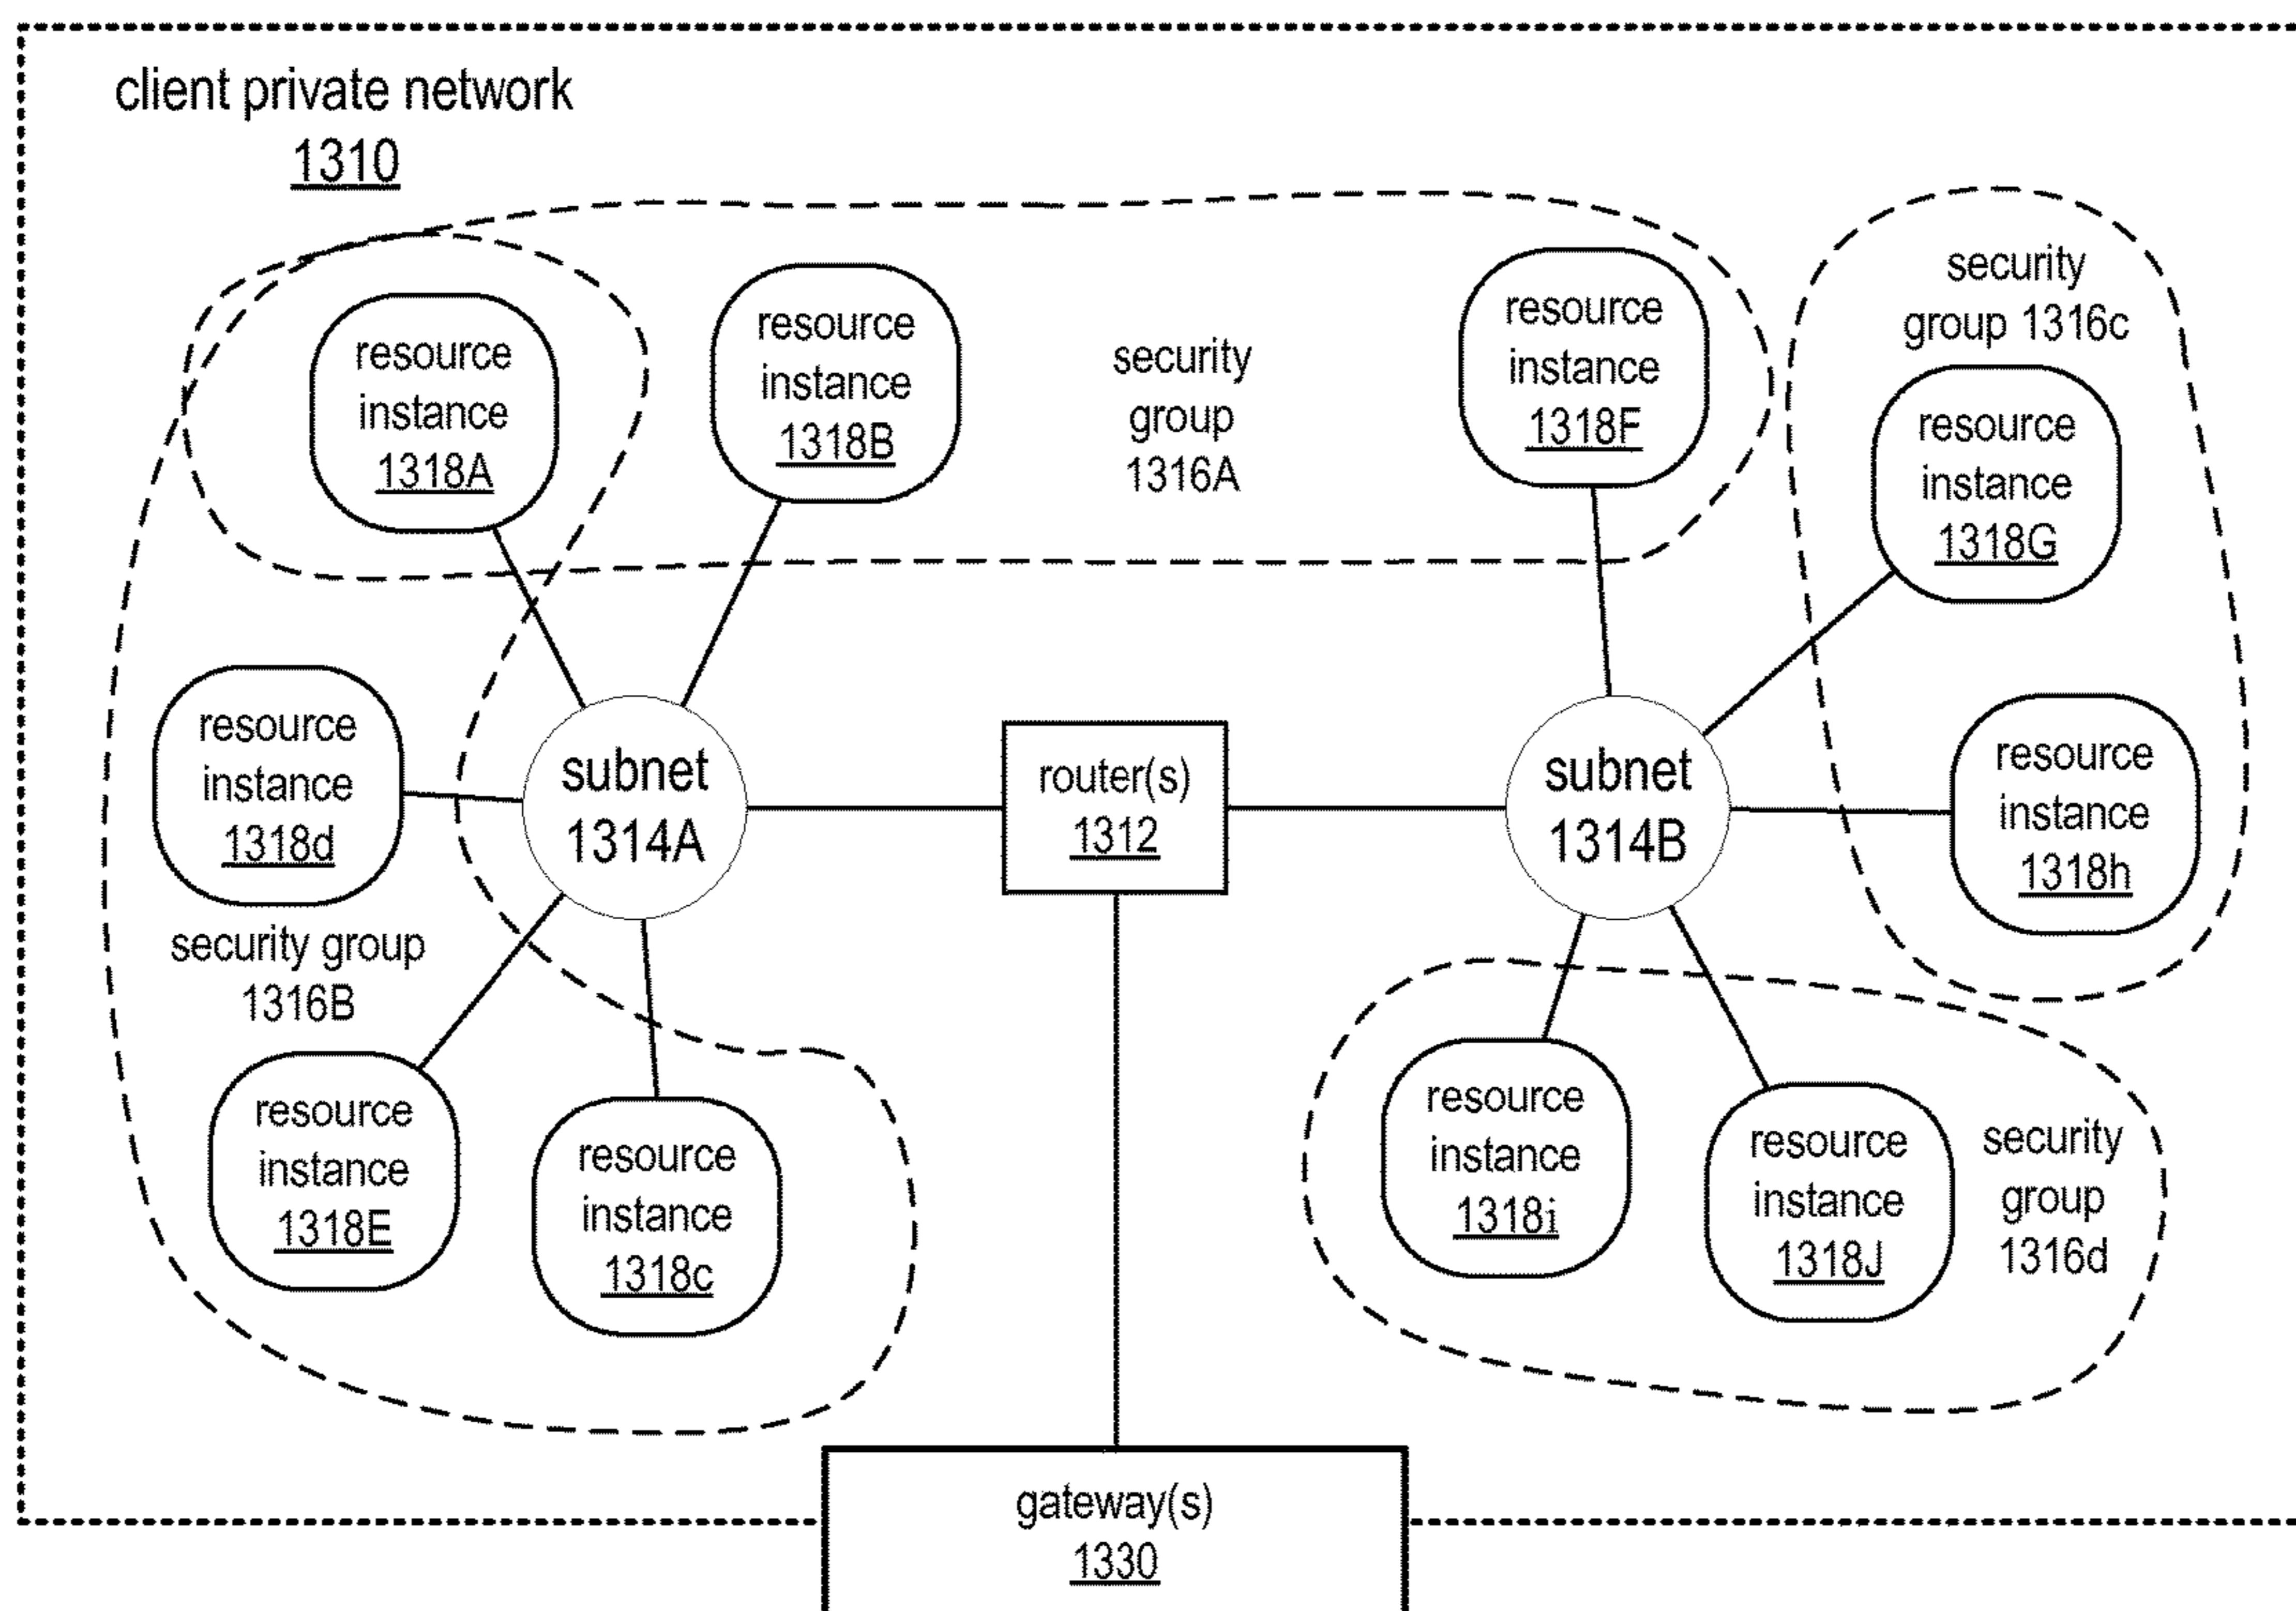 client private network
1310
resource
instance
1318A
resource
instance
1318B
security
group
1316A
resource
instance
1318F
security
group 1316c
resource
instance
1318G
resource
instance
1318d
subnet
1314A
router(s)
1312
subnet
1314B
resource
instance
1318h
security group
1316B
resource
instance
1318E
resource
instance
1318c
resource
instance
1318i
resource
instance
1318J
security
group
1316d
gateway(s)
1330